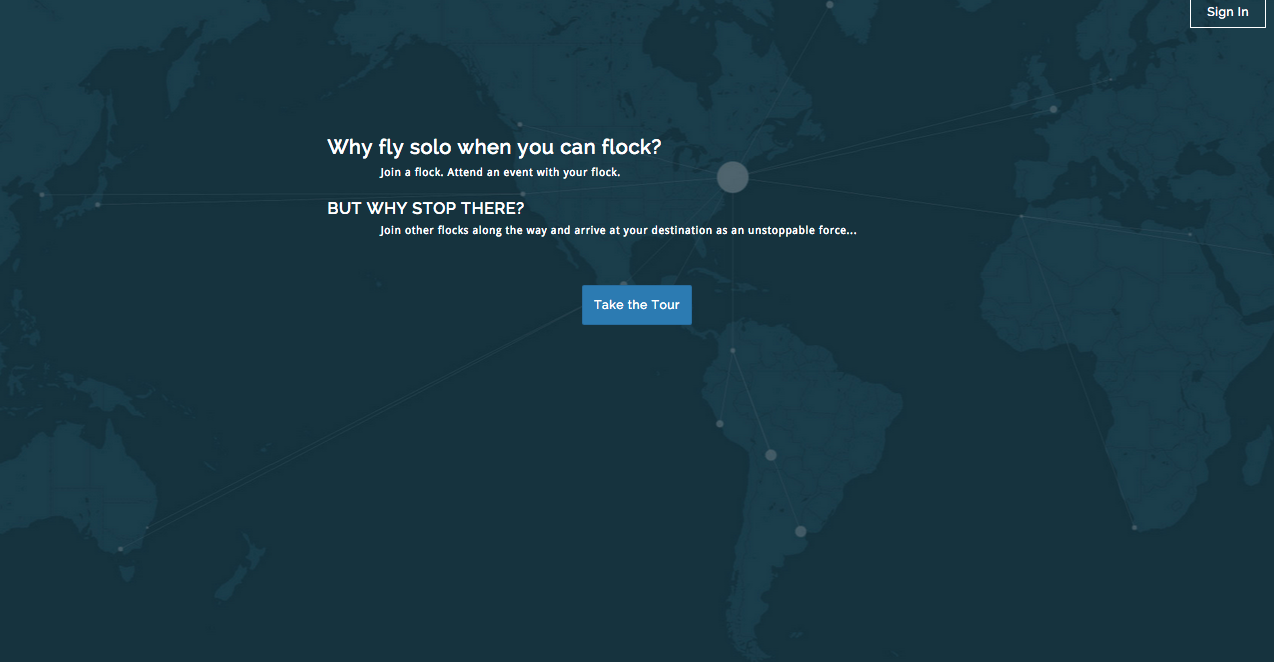 Sign In
Why fly solo when you can flock?
Join a flock. Attend an event with your flock.
BUT WHY STOP THERE?
Join other flocks along the way and arrive at your destination as an unstoppable force...
Take the Tour